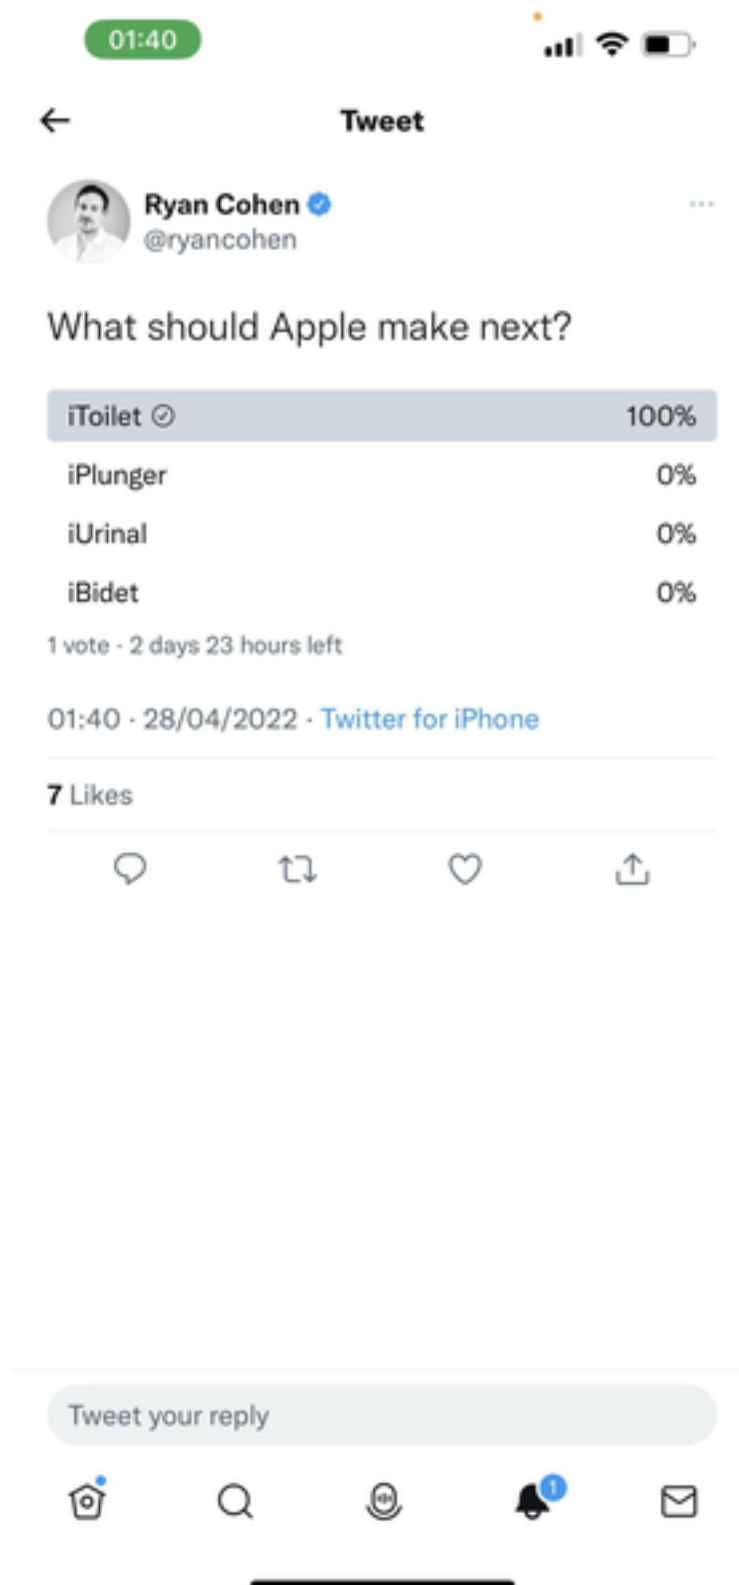 01:40
Tweet
Ryan Cohen
@ryancohen
What should Apple make next?
iToilet 100%
iPlunger 0%
iUrinal 0%
iBidet 0%
1 vote · 2 days 23 hours left
01:40 · 28/04/2022 · Twitter for iPhone
7 Likes
Tweet your reply
1